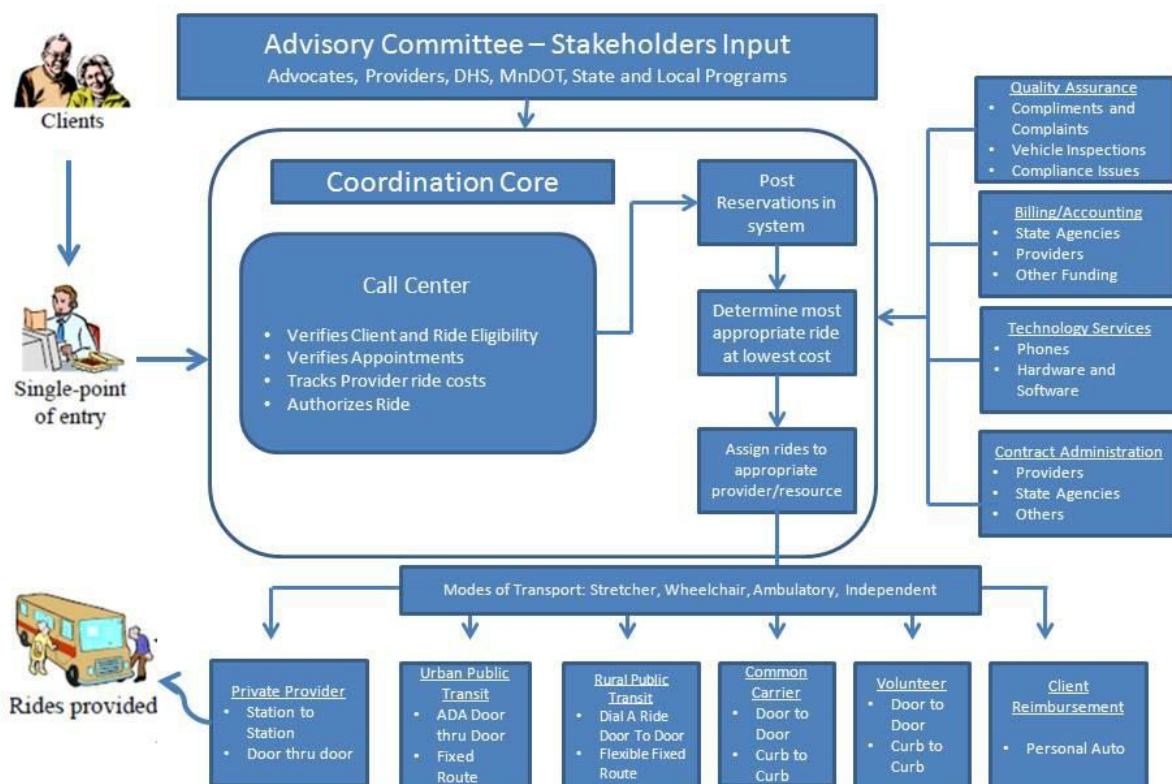 Advisory Committee – Stakeholders Input
Advocates, Providers, DHS, MnDOT, State and Local Programs
Clients
Single-point
of entry
Rides provided
Coordination Core
Call Center
• Verifies Client and Ride Eligibility
• Verifies Appointments
• Tracks Provider ride costs
• Authorizes Ride
Post
Reservations in
system
Determine most
appropriate ride
at lowest cost
Assign rides to
appropriate
provider/resource
Quality Assurance
• Compliments and
Complaints
• Vehicle Inspections
• Compliance Issues
Billing/Accounting
• State Agencies
• Providers
• Other Funding
Technology Services
• Phones
• Hardware and
Software
Contract Administration
• Providers
• State Agencies
• Others
Modes of Transport: Stretcher, Wheelchair, Ambulatory, Independent
Private Provider
• Station to
Station
• Door thru door
Urban Public
Transit
• ADA Door
thru Door
• Fixed
Route
Rural Public
Transit
• Dial A Ride
Door To Door
• Flexible Fixed
Route
Common
Carrier
• Door to
Door
• Curb to
Curb
Volunteer
• Door to
Door
• Curb to
Curb
Client
Reimbursement
• Personal Auto